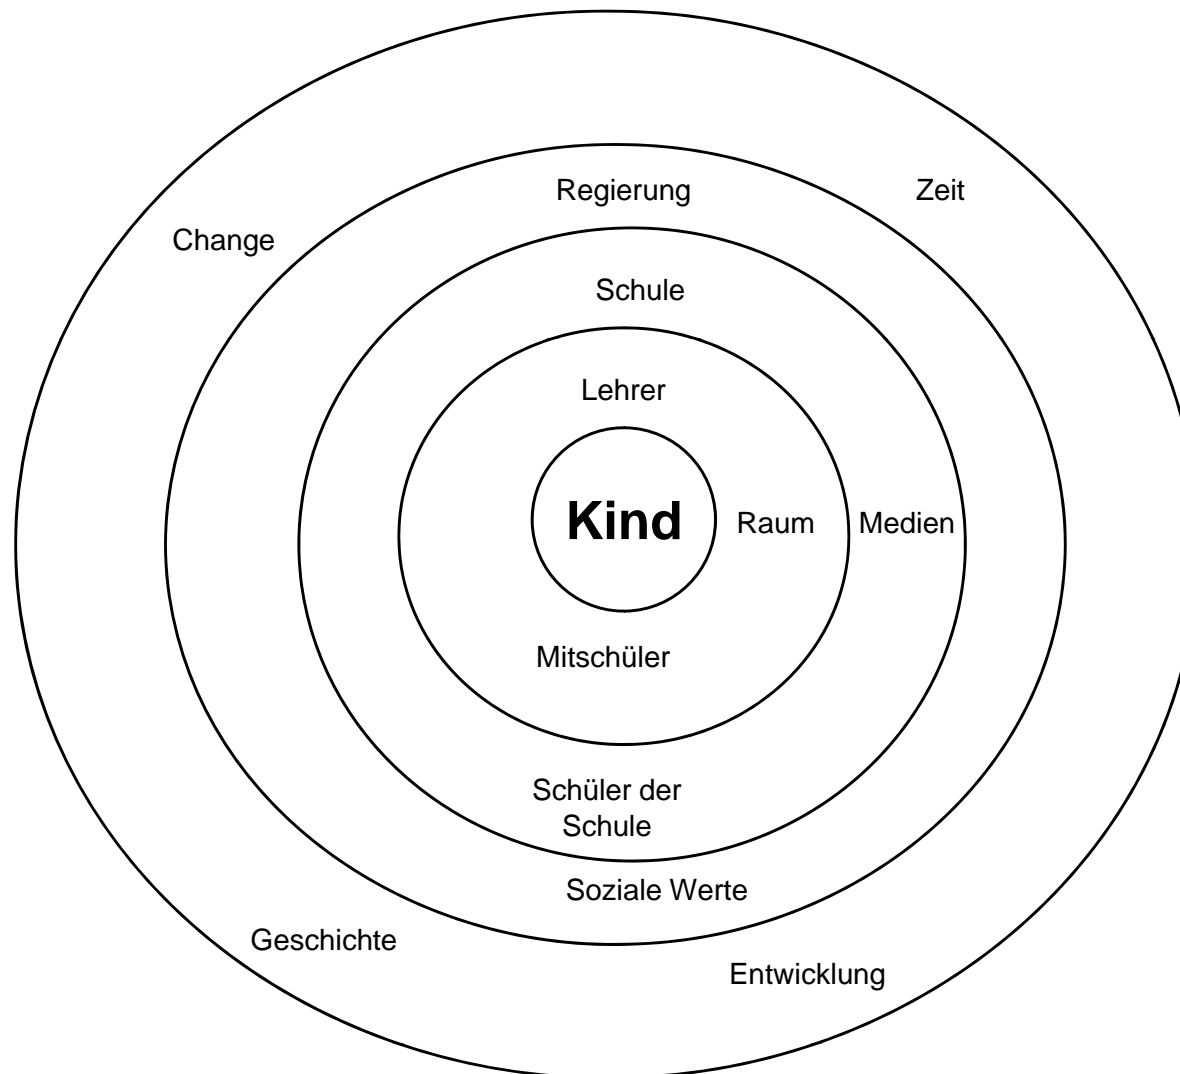 Regierung
Zeit
Change
Schule
Lehrer
Kind
Raum
Medien
Mitschüler
Schüler der
Schule
Soziale Werte
Geschichte
Entwicklung